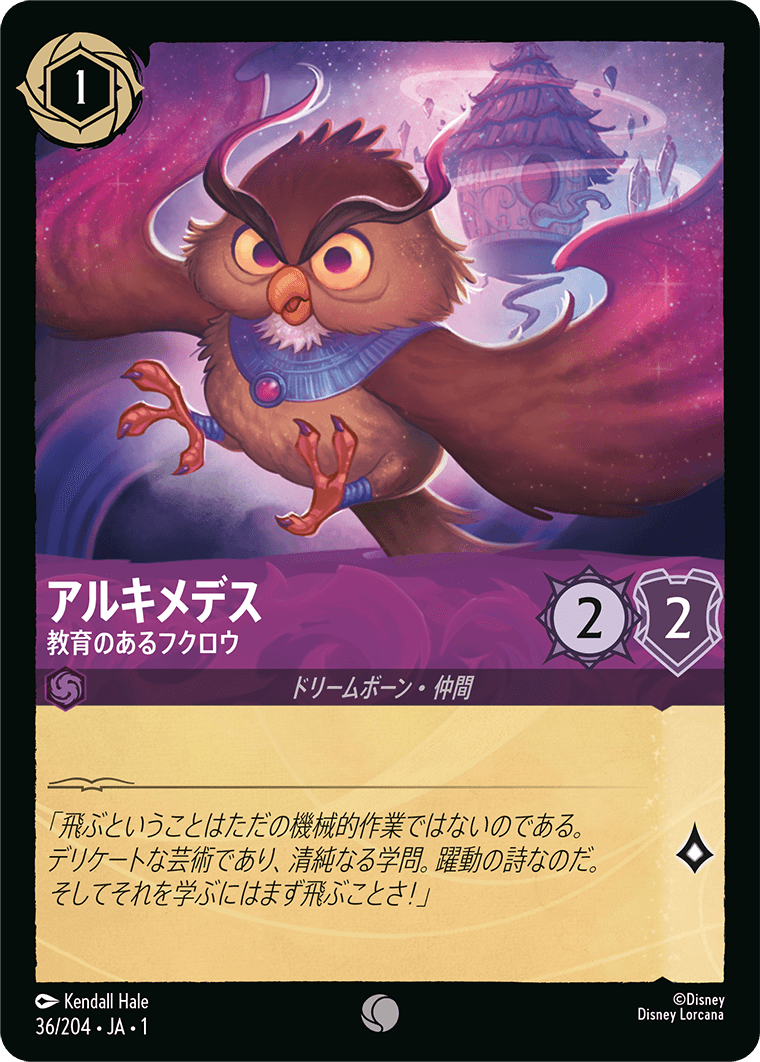 1
アルキメデス
教育のあるフクロウ
2
2
ドリームボーン・仲間
「飛ぶということはただの機械的作業ではないのである。
デリケートな芸術であり、清純なる学問。躍動の詩なのだ。
そしてそれを学ぶにはまず飛ぶことさ！」
Kendall Hale
36/204・JA・1
©Disney
Disney Lorcana